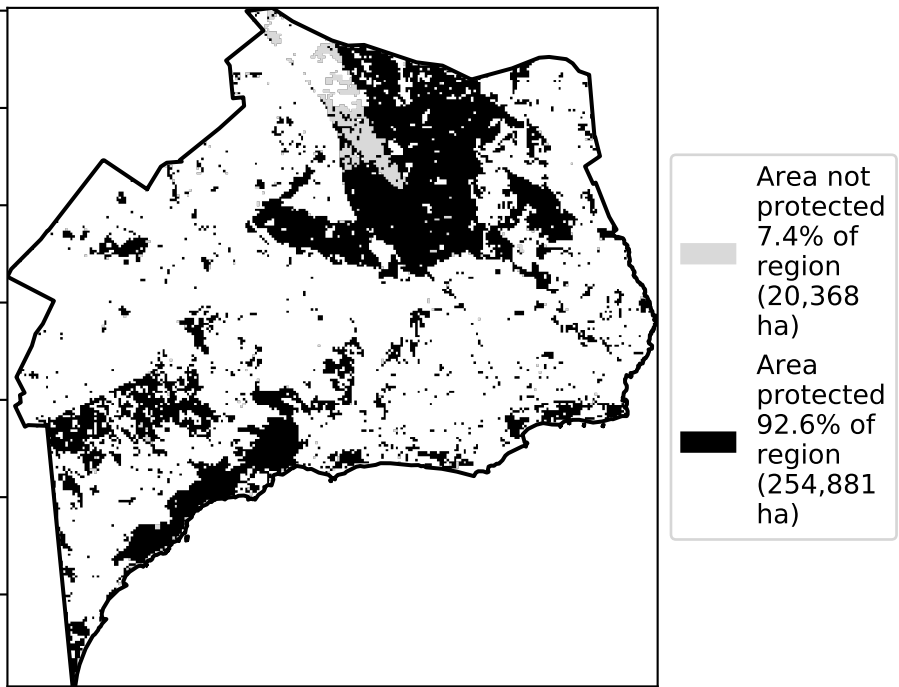 Area not
protected
7.4% of
region
(20,368
ha)
Area
protected
92.6% of
region
(254,881
ha)